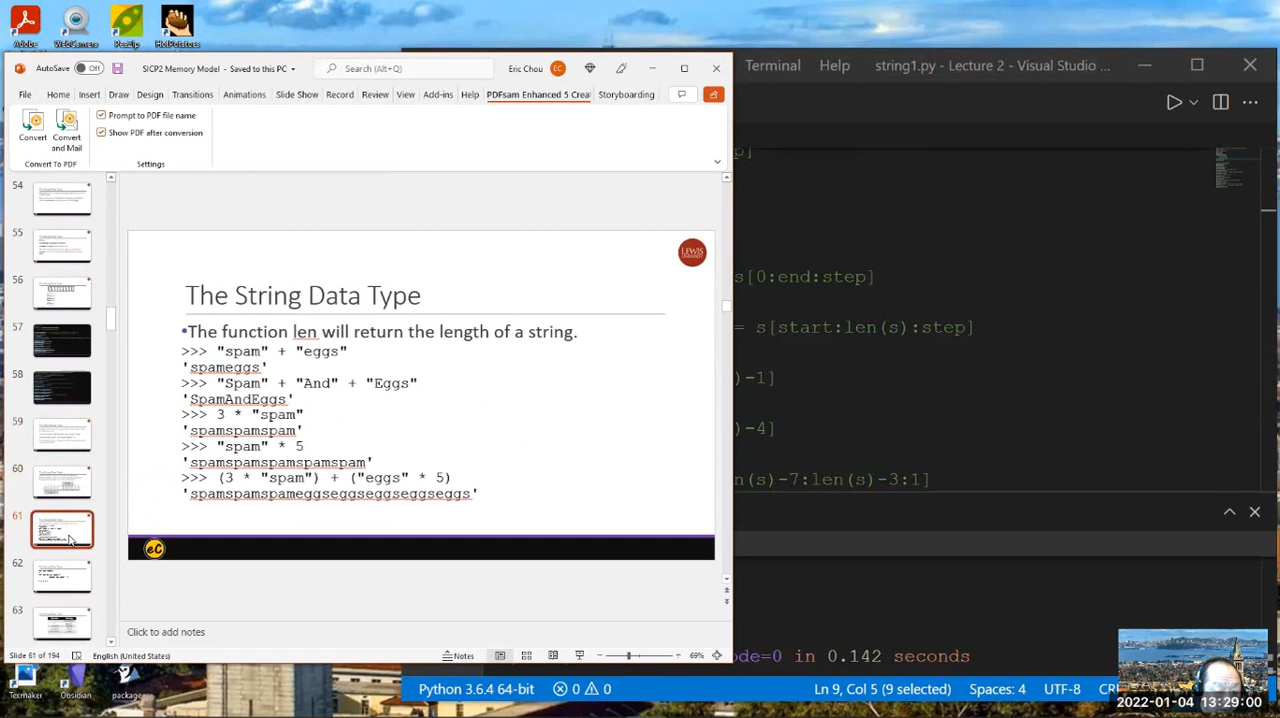 Adobe
WebCamera
PeaZip
HotPotatoes
AutoSave Off
SICP2 Memory Model - Saved to this PC
Search (Alt+Q)
Eric Chou EC
File Home Insert Draw Design Transitions Animations Slide Show Record Review View Add-ins Help PDFsam Enhanced 5 Crea Storyboarding
Convert
Convert and Mail
Prompt to PDF file name
Show PDF after conversion
Convert To PDF
Settings
54
55
56
57
58
59
60
61
62
63
LEWIS
UNIVERSITY
The String Data Type
•The function len will return the length of a string.
>>> "spam" + "eggs"
'spameggs'
>>> "Spam" + "And" + "Eggs"
'SpamAndEggs'
>>> 3 * "spam"
'spamspamspam'
>>> "spam" * 5
'spamspamspamspamspam'
>>> (3 * "spam") + ("eggs" * 5)
'spamspamspameggseggseggseggseggs'
eC
Click to add notes
Slide 61 of 194
English (United States)
Notes
69%
Terminal Help string1.py - Lecture 2 - Visual Studio ...
s[0:end:step]
= s[start:len(s):step]
)-1]
)-4]
n(s)-7:len(s)-3:1]
ode=0 in 0.142 seconds
Python 3.6.4 64-bit 0 0 Ln 9, Col 5 (9 selected) Spaces: 4 UTF-8
Texmaker
Obsidian
package
2022-01-04 13:29:00